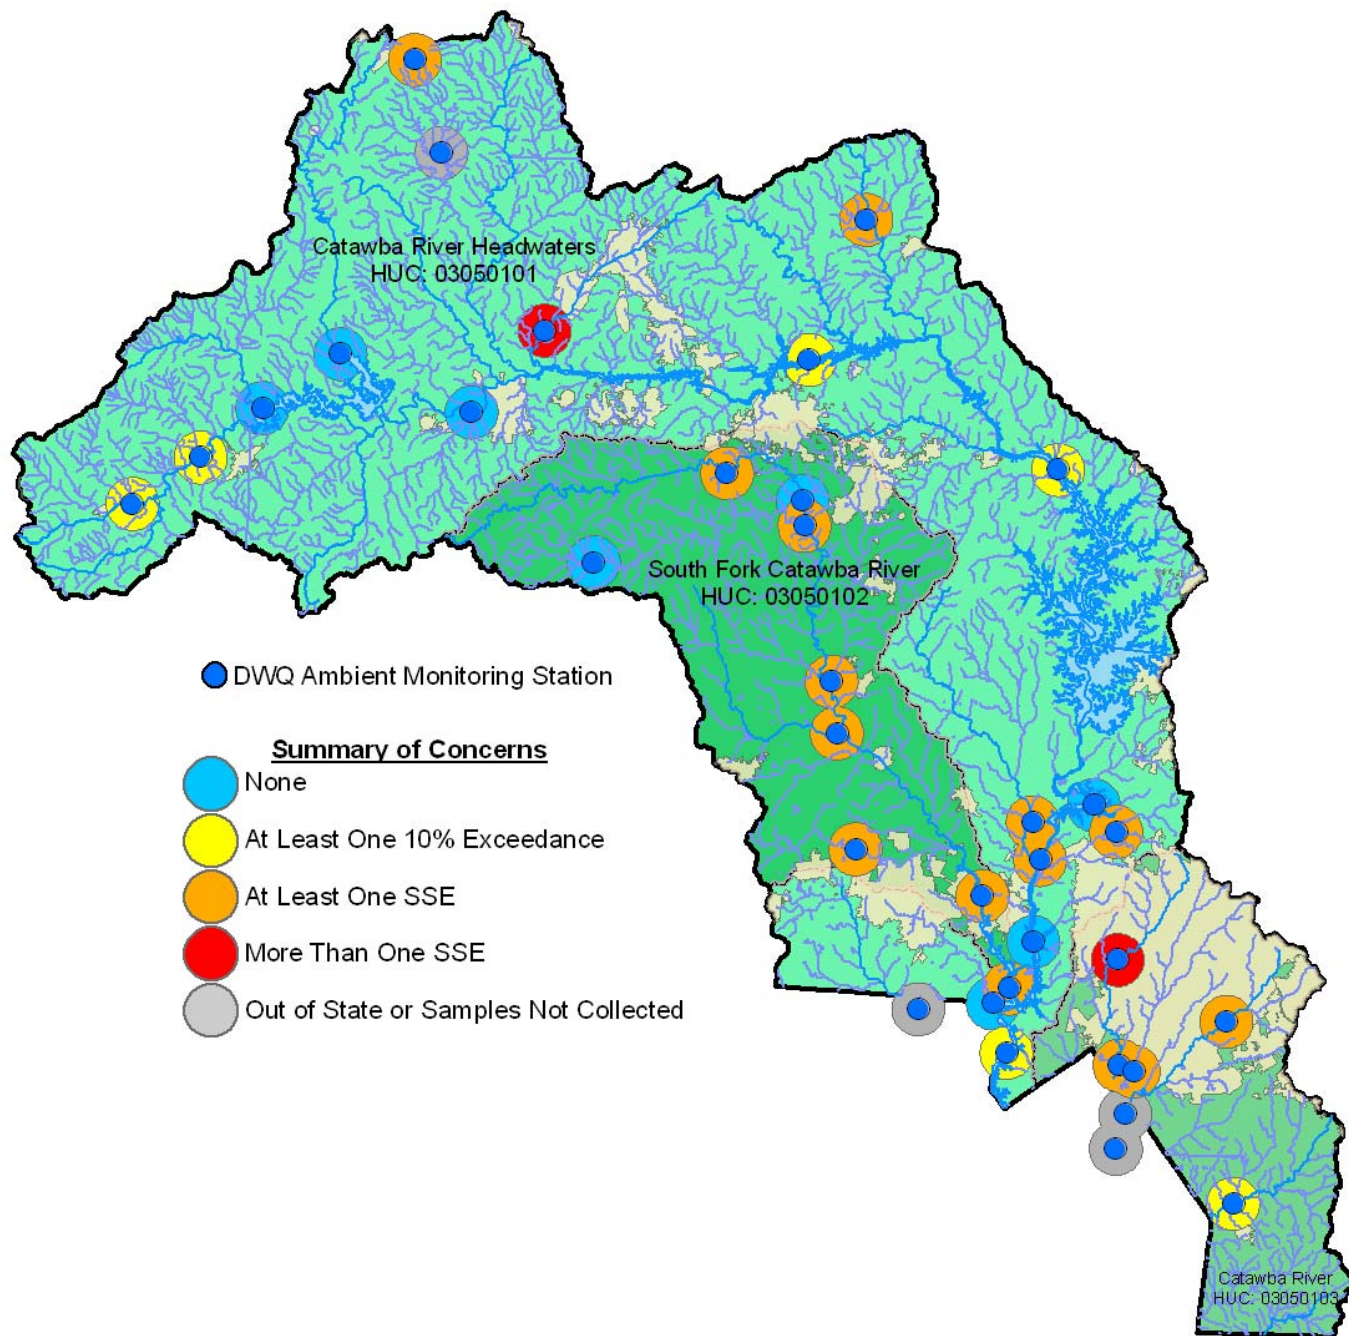 Catawba River Headwaters
HUC: 03050101
South Fork Catawba River
HUC: 03050102
DWQ Ambient Monitoring Station
Summary of Concerns
None
At Least One 10% Exceedance
At Least One SSE
More Than One SSE
Out of State or Samples Not Collected
Catawba River
HUC: 03050103